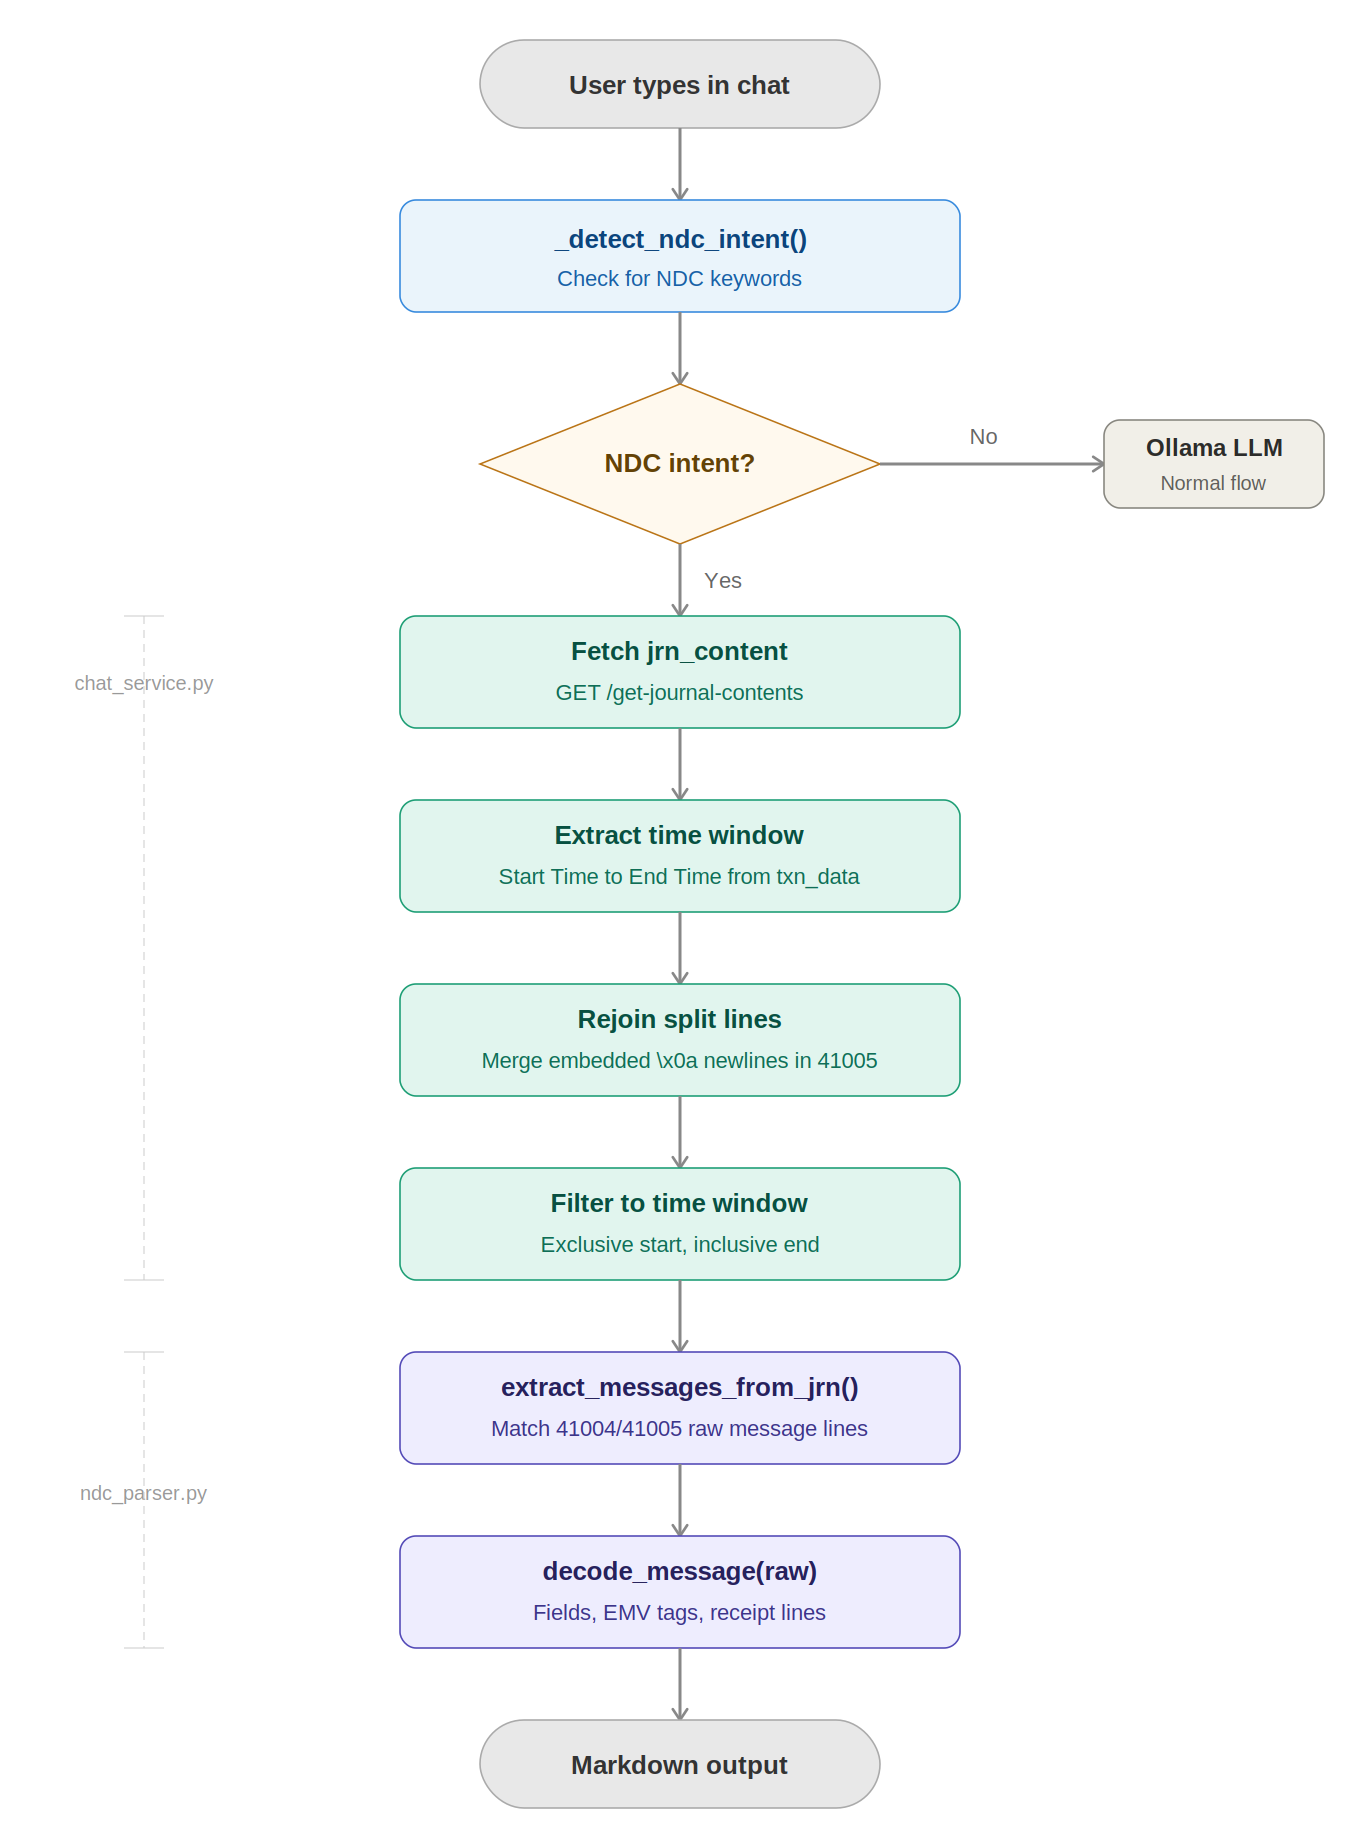 User types in chat
_detect_ndc_intent()
Check for NDC keywords
NDC intent?
No
Ollama LLM
Normal flow
Yes
Fetch jrn_content
GET /get-journal-contents
chat_service.py
Extract time window
Start Time to End Time from txn_data
Rejoin split lines
Merge embedded \x0a newlines in 41005
Filter to time window
Exclusive start, inclusive end
extract_messages_from_jrn()
Match 41004/41005 raw message lines
ndc_parser.py
decode_message(raw)
Fields, EMV tags, receipt lines
Markdown output